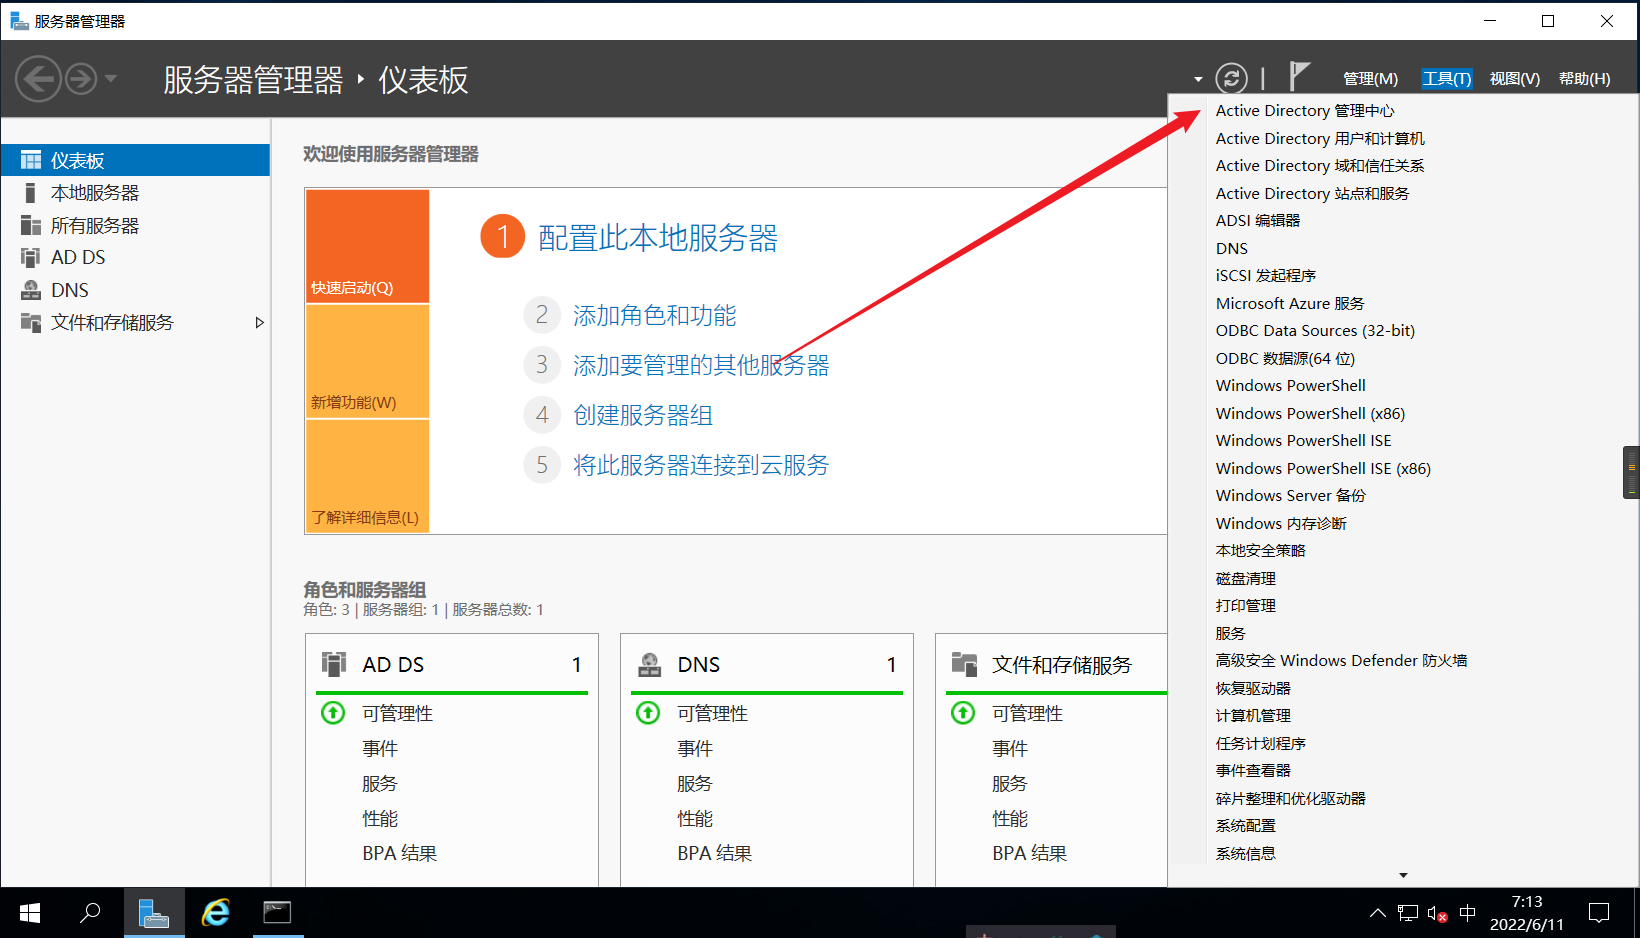 服务器管理器
服务器管理器 ‣ 仪表板
管理(M)
工具(T)
视图(V)
帮助(H)
仪表板
本地服务器
所有服务器
AD DS
DNS
文件和存储服务
欢迎使用服务器管理器
快速启动(Q)
新增功能(W)
了解详细信息(L)
1 配置此本地服务器
2 添加角色和功能
3 添加要管理的其他服务器
4 创建服务器组
5 将此服务器连接到云服务
角色和服务器组
角色: 3 | 服务器组: 1 | 服务器总数: 1
AD DS 1
可管理性
事件
服务
性能
BPA 结果
DNS 1
可管理性
事件
服务
性能
BPA 结果
文件和存储服务
可管理性
事件
服务
性能
BPA 结果
Active Directory 管理中心
Active Directory 用户和计算机
Active Directory 域和信任关系
Active Directory 站点和服务
ADSI 编辑器
DNS
iSCSI 发起程序
Microsoft Azure 服务
ODBC Data Sources (32-bit)
ODBC 数据源(64 位)
Windows PowerShell
Windows PowerShell (x86)
Windows PowerShell ISE
Windows PowerShell ISE (x86)
Windows Server 备份
Windows 内存诊断
本地安全策略
磁盘清理
打印管理
服务
高级安全 Windows Defender 防火墙
恢复驱动器
计算机管理
任务计划程序
事件查看器
碎片整理和优化驱动器
系统配置
系统信息
中
7:13
2022/6/11